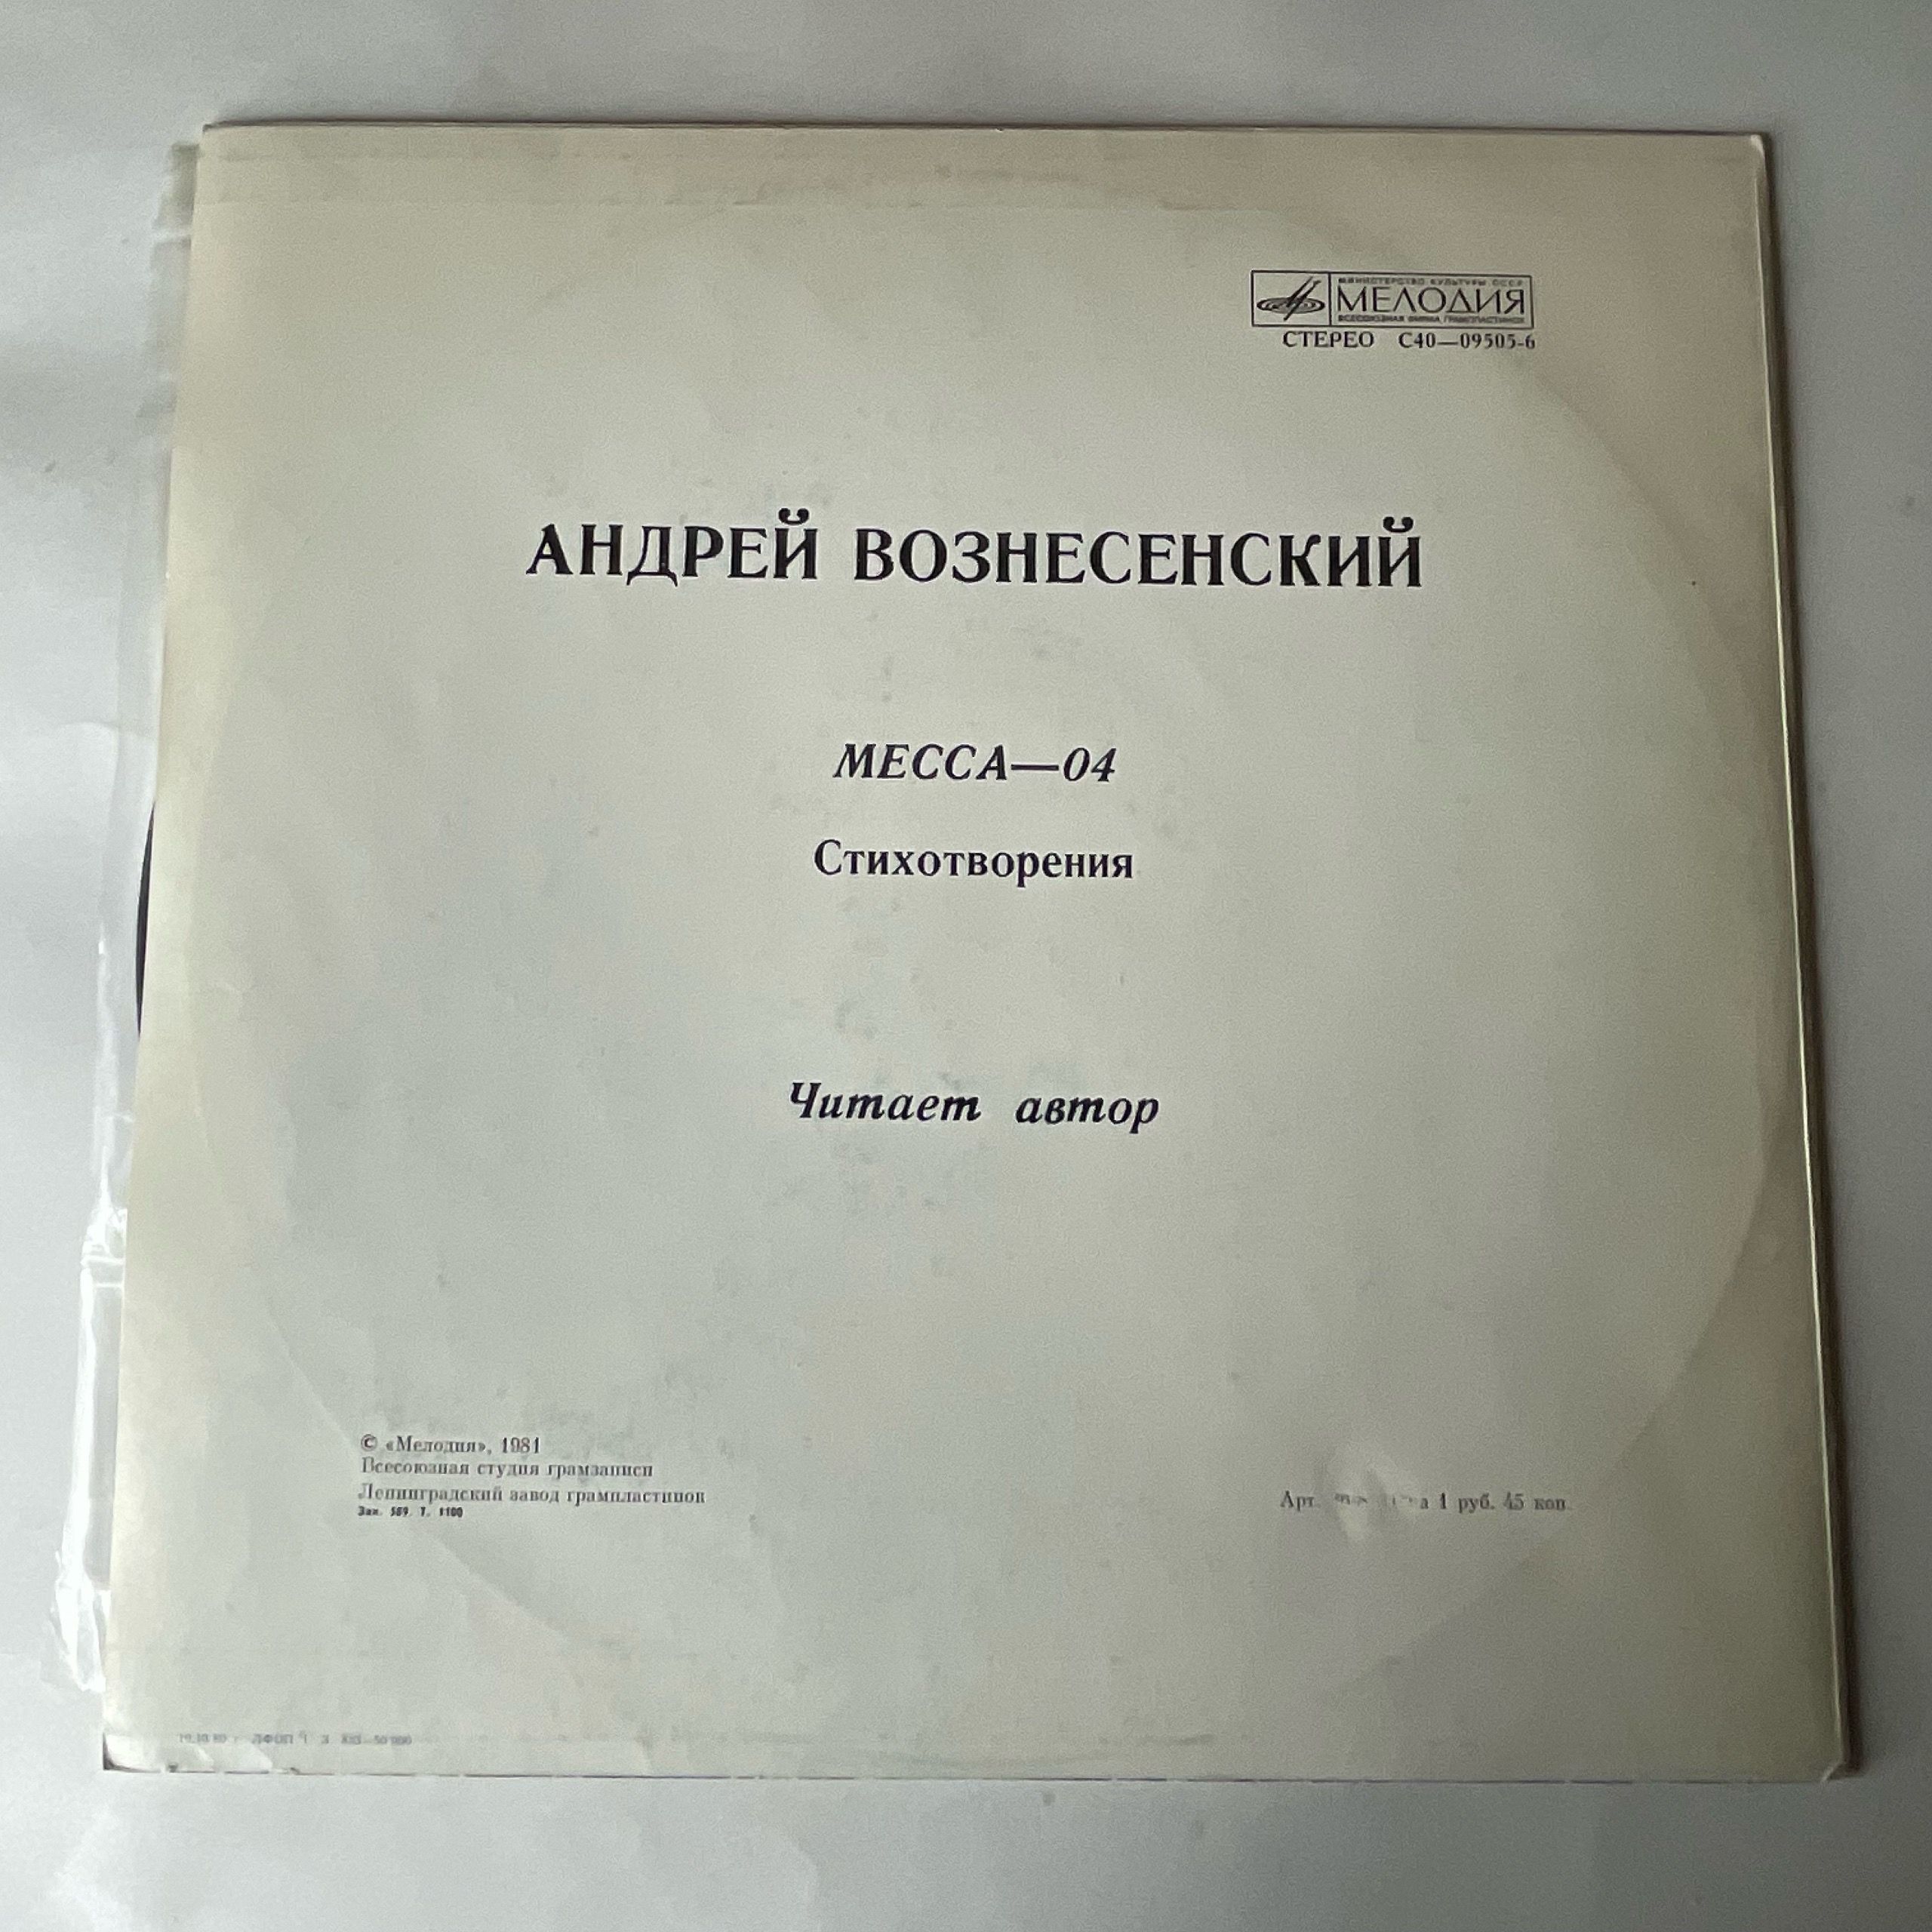 МИНИСТЕРСТВО КУЛЬТУРЫ СССР
МЕЛОДИЯ
ВСЕСОЮЗНАЯ ФИРМА ГРАМПЛАСТИНОК
СТЕРЕО С40—09505-6
АНДРЕЙ ВОЗНЕСЕНСКИЙ
МЕССА—04
Стихотворения
Читает автор
© «Мелодия», 1981
Всесоюзная студия грамзаписи
Ленинградский завод грампластинок
Зак. 589 Т. 1100
Арт. 1 руб. 45 коп.